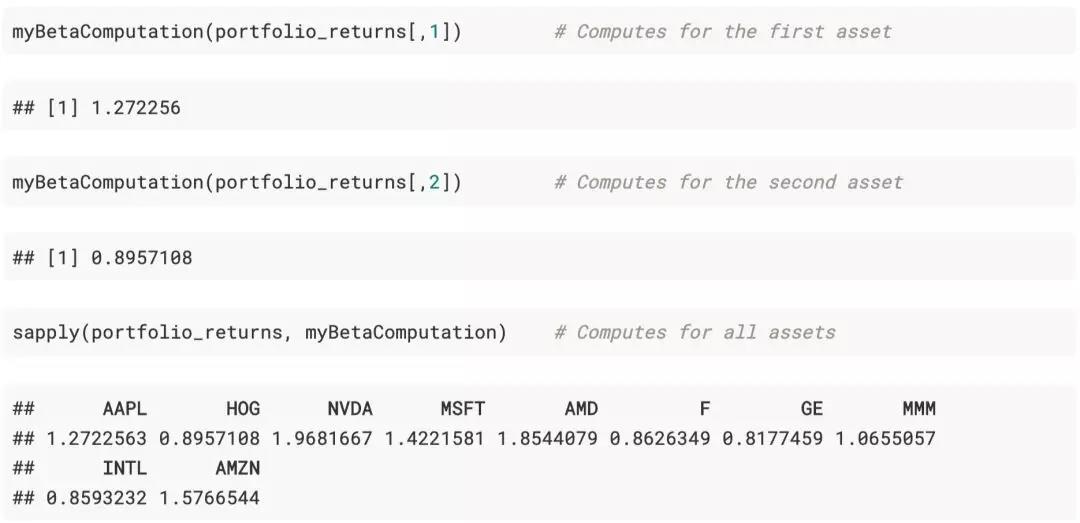 myBetaComputation(portfolio_returns[,1])        # Computes for the first asset
## [1] 1.272256
myBetaComputation(portfolio_returns[,2])        # Computes for the second asset
## [1] 0.8957108
sapply(portfolio_returns, myBetaComputation)    # Computes for all assets
##      AAPL       HOG      NVDA      MSFT       AMD         F        GE       MMM
## 1.2722563 0.8957108 1.9681667 1.4221581 1.8544079 0.8626349 0.8177459 1.0655057
##      INTL      AMZN
## 0.8593232 1.5766544